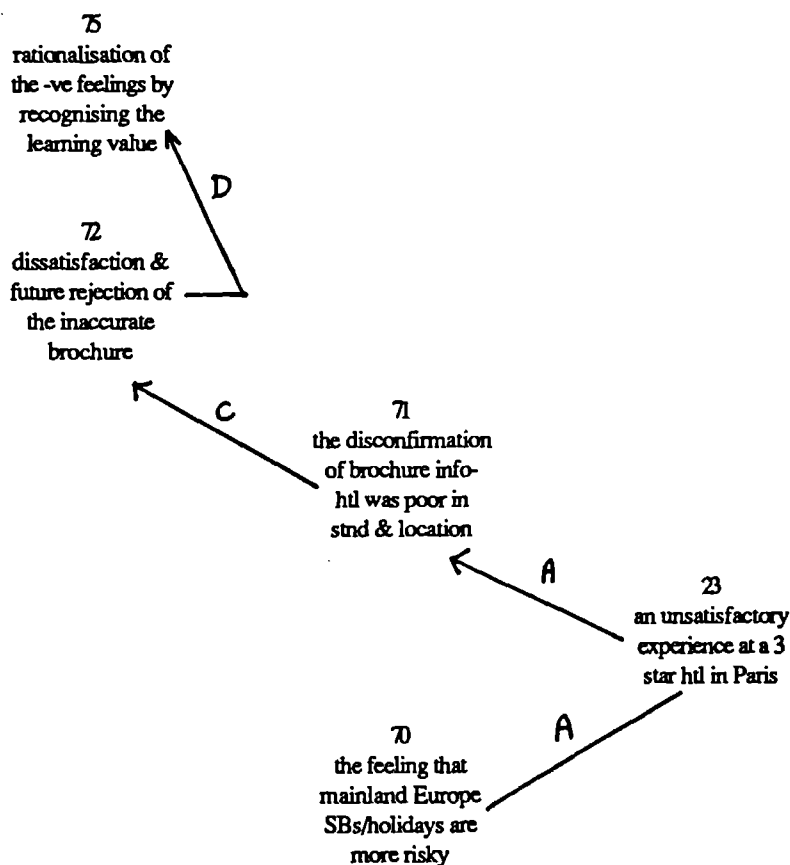 75
rationalisation of
the -ve feelings by
recognising the
learning value
D
72
dissatisfaction &
future rejection of
the inaccurate
brochure
C
71
the disconfirmation
of brochure info-
htl was poor in
stnd & location
A
23
an unsatisfactory
experience at a 3
star htl in Paris
A
70
the feeling that
mainland Europe
SBs/holidays are
more risky